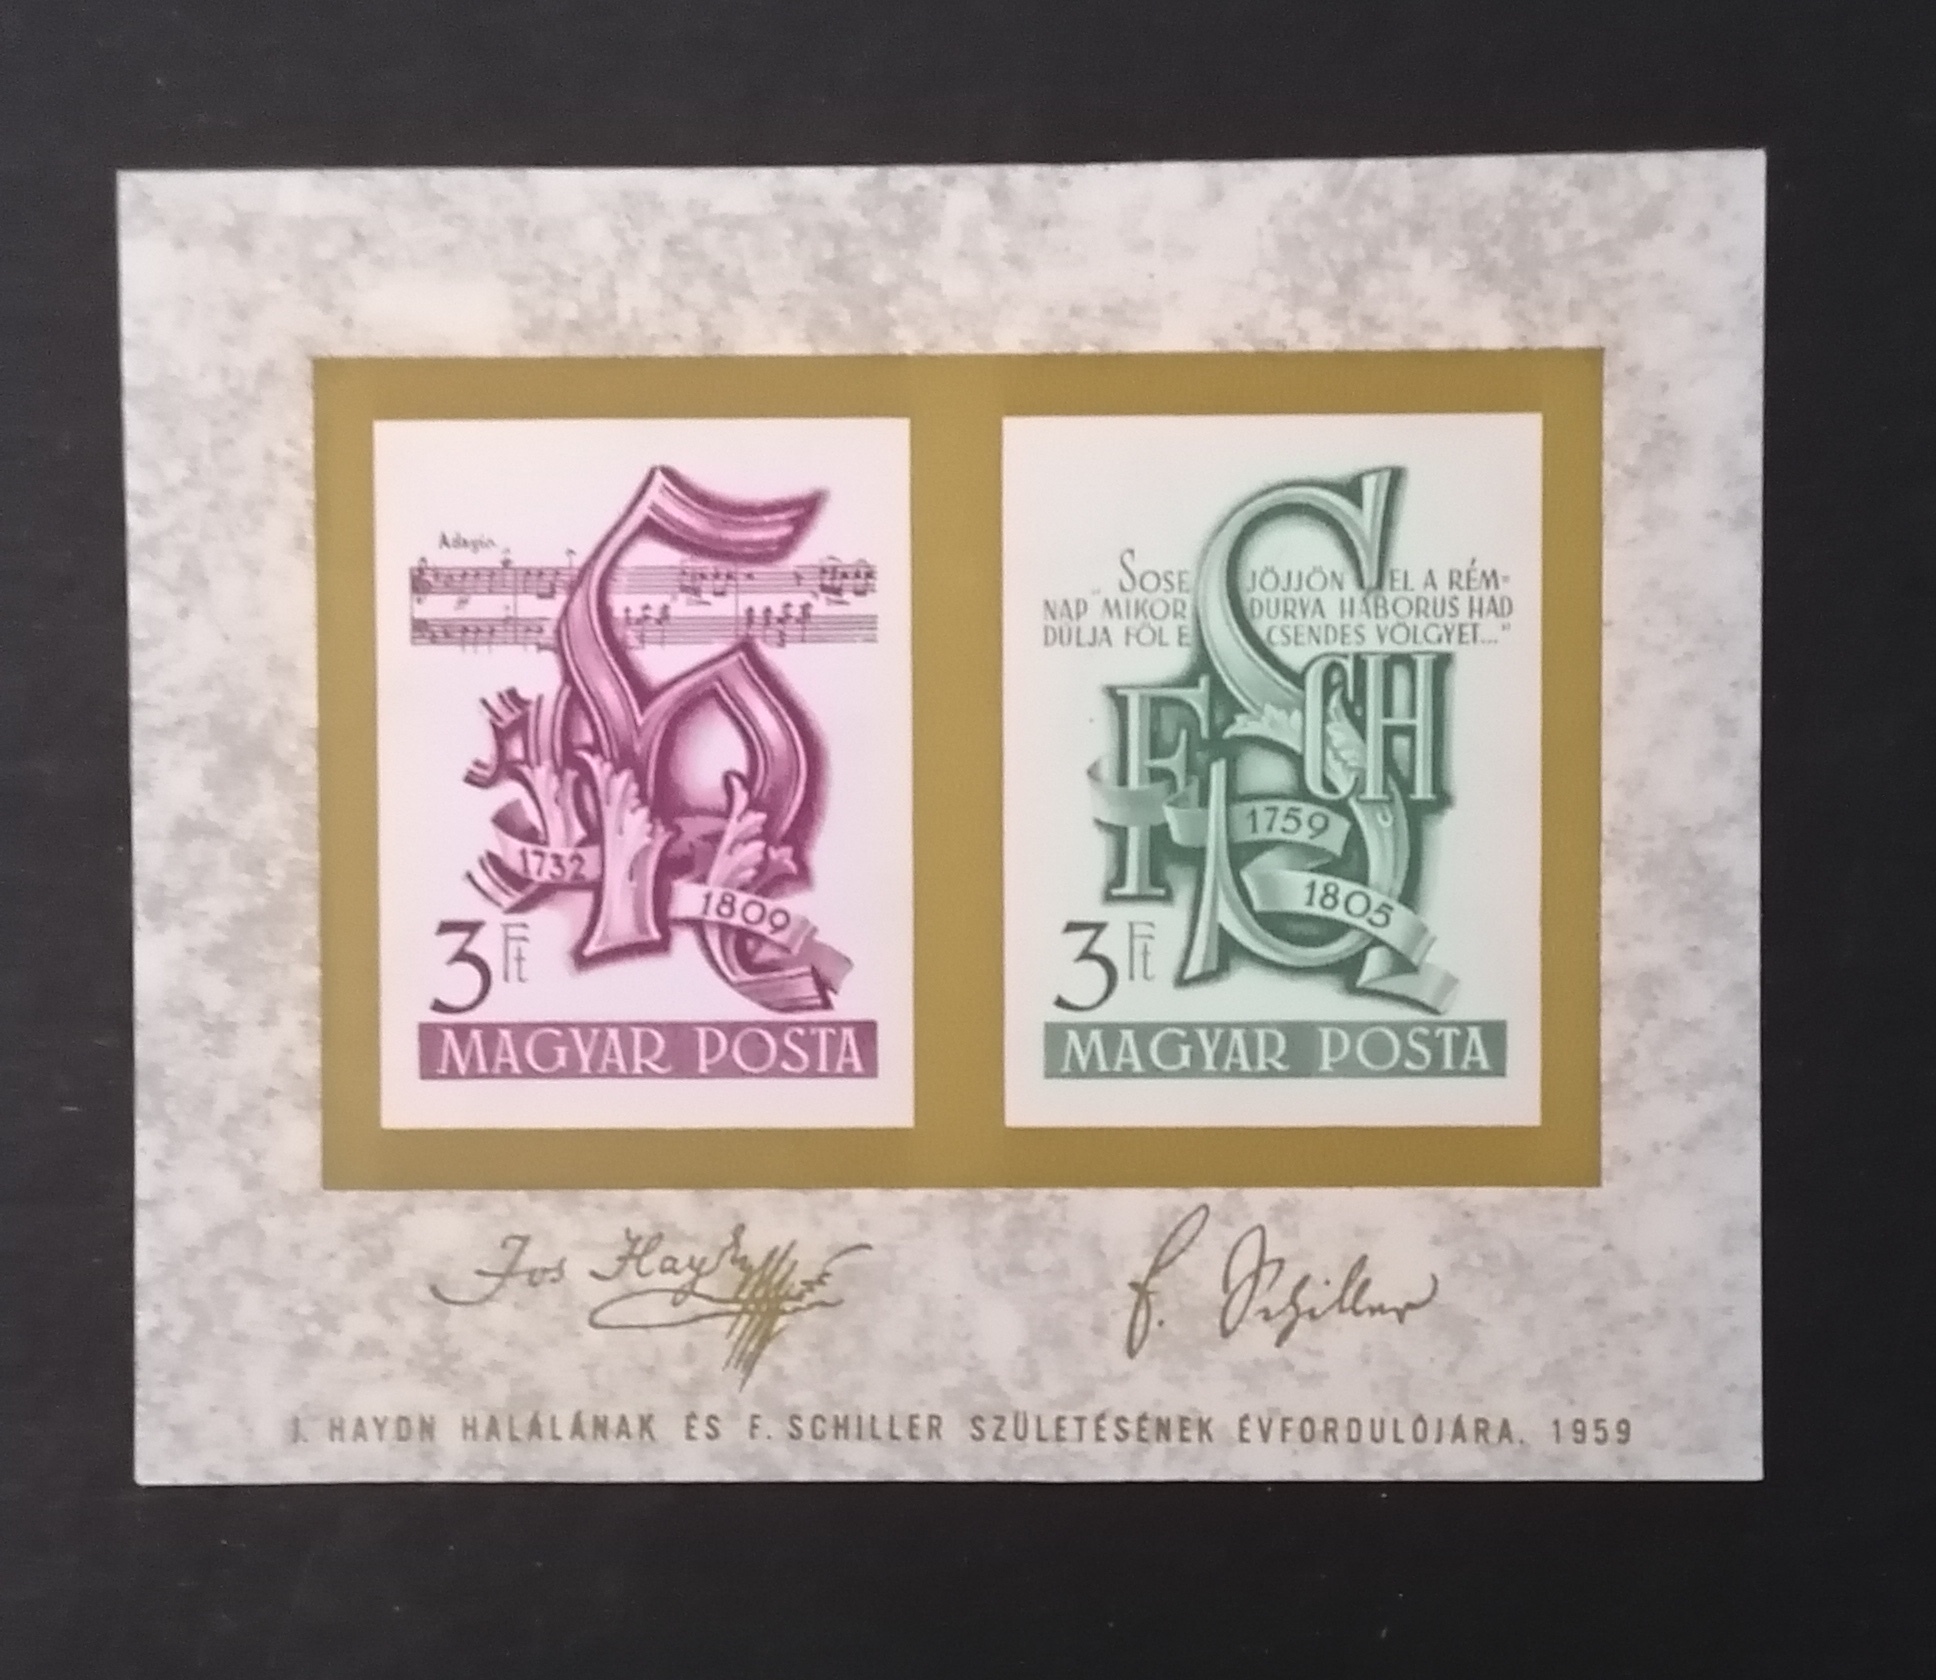 Adagio
1732
1809
3 Ft
MAGYAR POSTA
„SOSE JÖJJÖN EL A RÉM-
NAP MIKOR DURVA HÁBORUS HAD
DULJA FÖL E CSENDES VÖLGYET..."
F SCH
1759
1805
3 Ft
MAGYAR POSTA
Jos Haydn
F. Schiller
J. HAYDN HALÁLÁNAK ÉS F. SCHILLER SZÜLETÉSÉNEK ÉVFORDULÓJÁRA. 1959